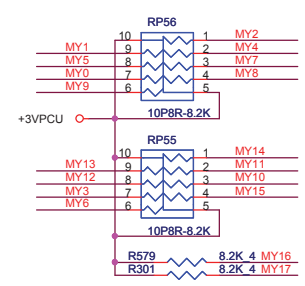 RP56
10 1 MY2
MY1 9 2 MY4
MY5 8 3 MY7
MY0 7 4 MY8
MY9 6 5
+3VPCU 10P8R-8.2K
RP55
10 1 MY14
MY13 9 2 MY11
MY12 8 3 MY10
MY3 7 4 MY15
MY6 6 5
10P8R-8.2K
R579 8.2K_4 MY16
R301 8.2K_4 MY17